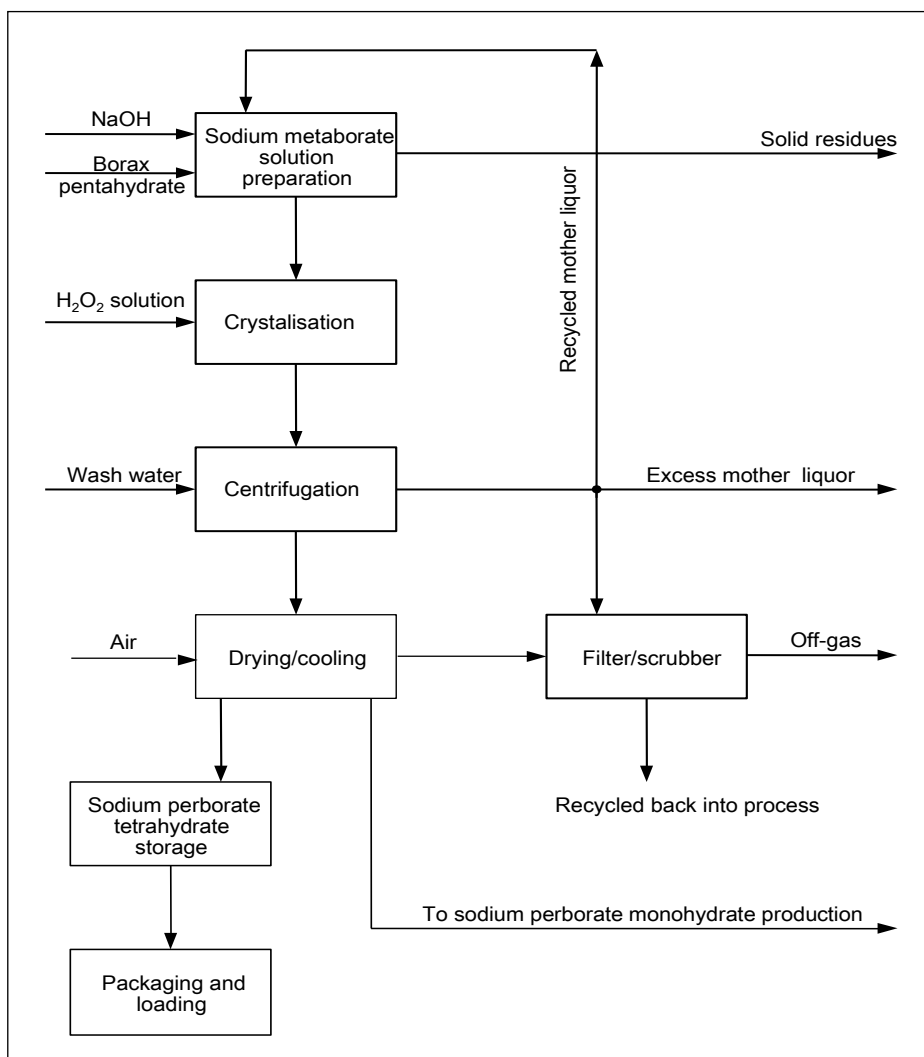 NaOH
Borax
pentahydrate
Sodium metaborate
solution
preparation
Solid residues
Recycled mother liquor
H₂O₂ solution
Crystalisation
Wash water
Centrifugation
Excess mother liquor
Air
Drying/cooling
Filter/scrubber
Off-gas
Sodium perborate
tetrahydrate
storage
Recycled back into process
To sodium perborate monohydrate production
Packaging and
loading